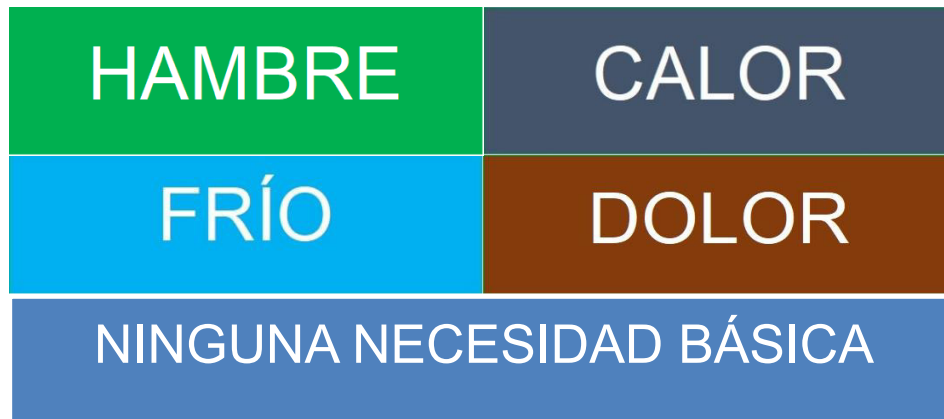 HAMBRE
CALOR
FRÍO
DOLOR
NINGUNA NECESIDAD BÁSICA